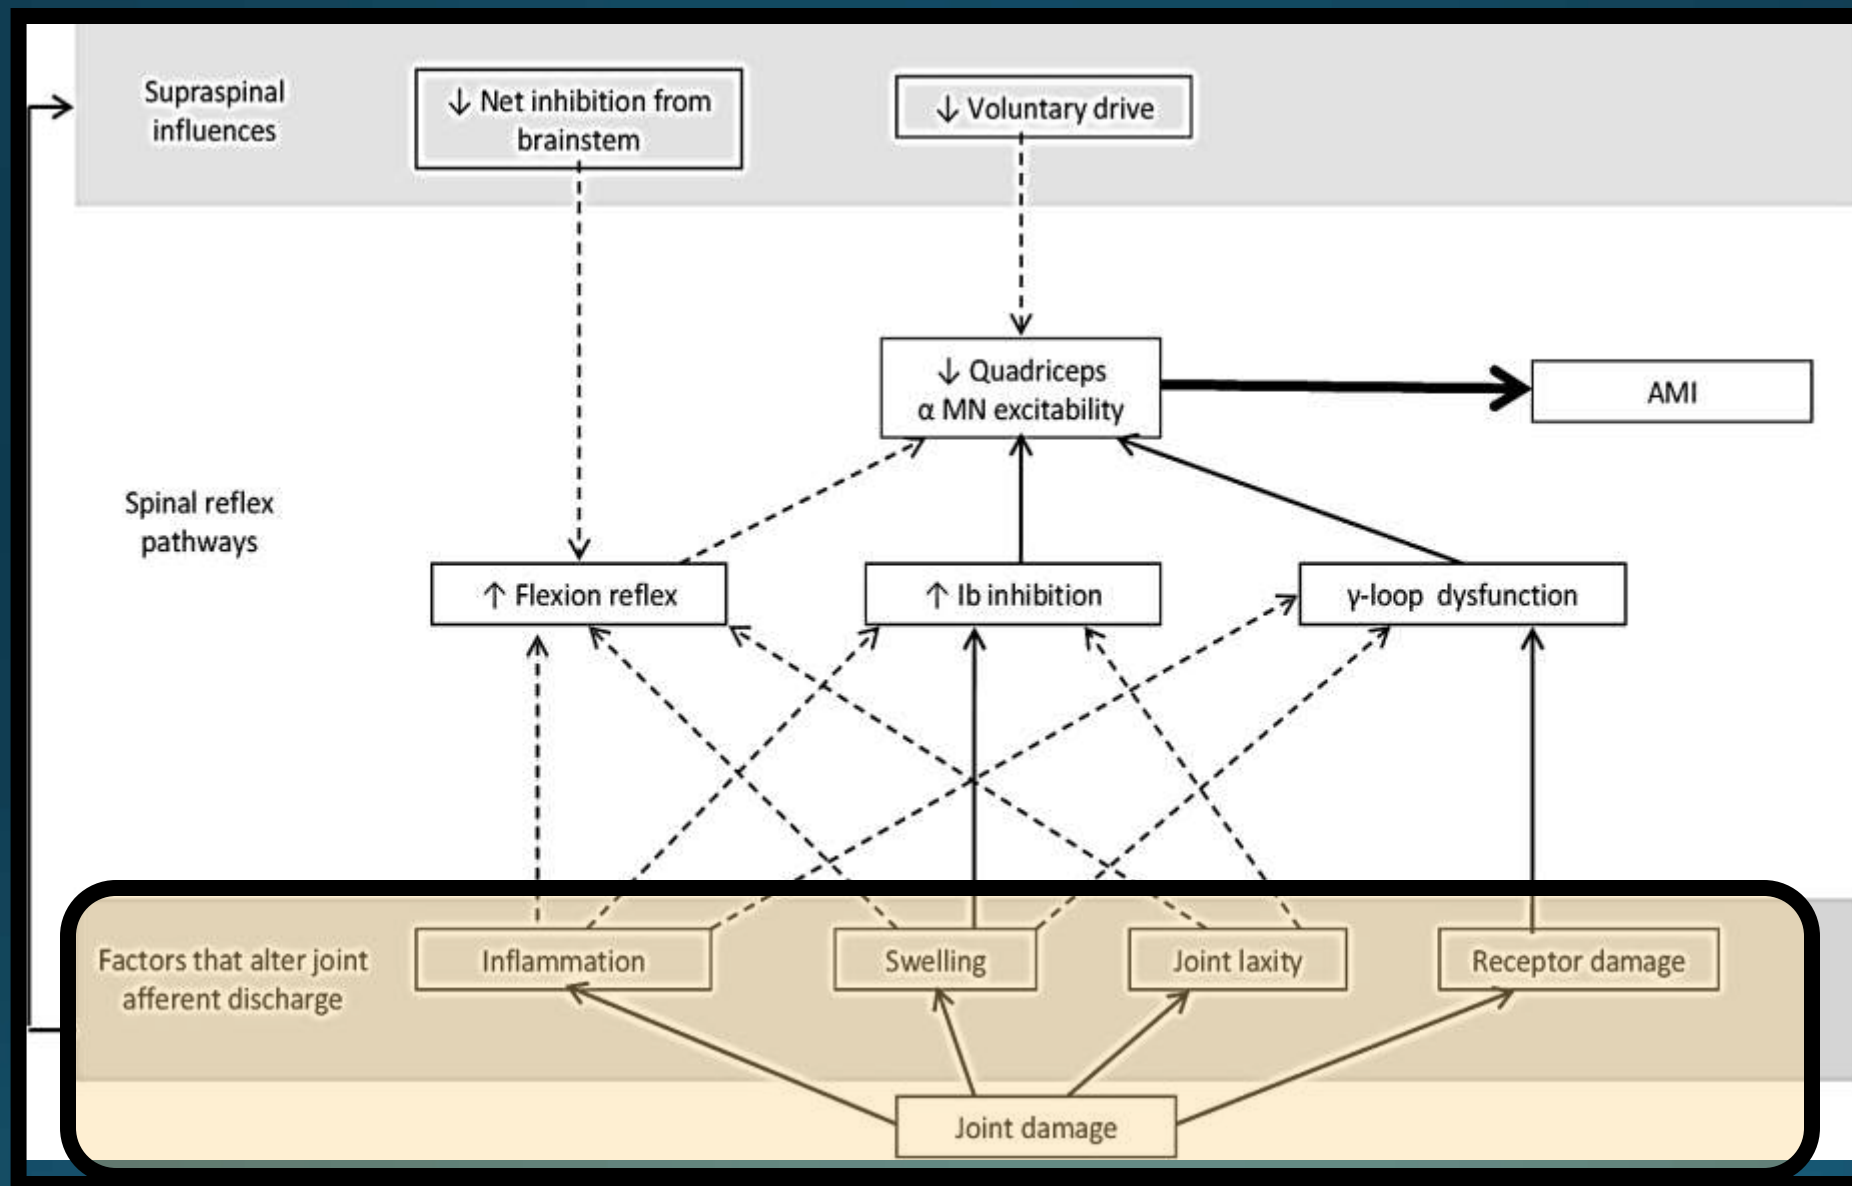 Supraspinal
influences
↓ Net inhibition from
brainstem
↓ Voluntary drive
↓ Quadriceps
α MN excitability
AMI
Spinal reflex
pathways
↑ Flexion reflex
↑ Ib inhibition
γ-loop dysfunction
Factors that alter joint
afferent discharge
Inflammation
Swelling
Joint laxity
Receptor damage
Joint damage